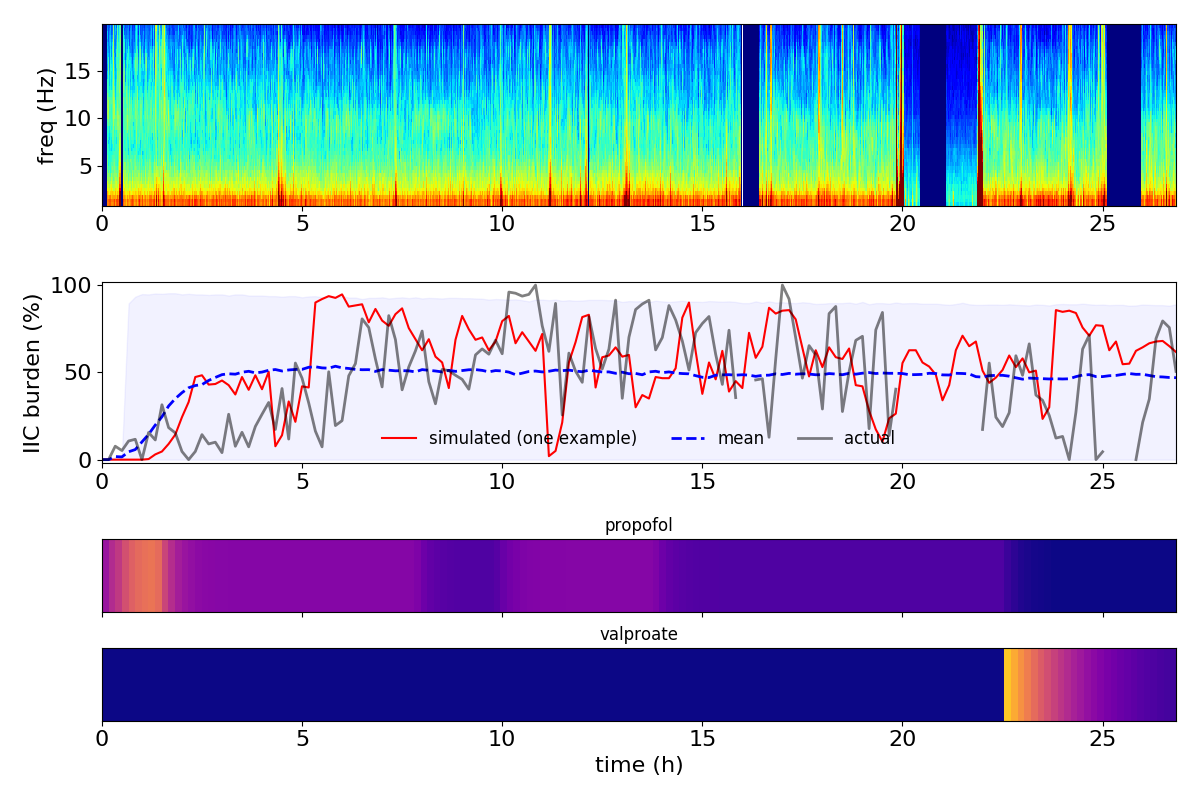 freq (Hz)
15
10
5
0 5 10 15 20 25
IIC burden (%)
100
50
0
simulated (one example) mean actual
0 5 10 15 20 25
propofol
valproate
0 5 10 15 20 25
time (h)